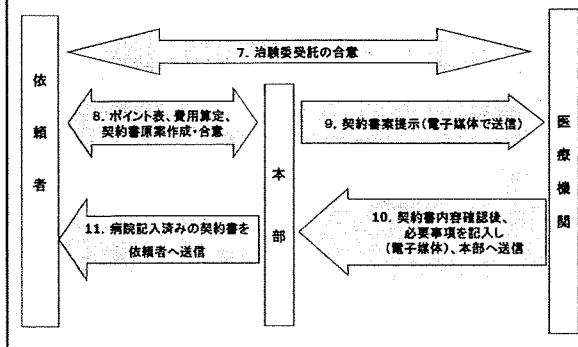 7. 治験委受託の合意
依頼者
8. ポイント表、費用算定、
契約書原案作成・合意
本部
9. 契約書案提示(電子媒体で送信)
医療機関
11. 病院記入済みの契約書を
依頼者へ送信
10. 契約書内容確認後、
必要事項を記入し
(電子媒体)、本部へ送信